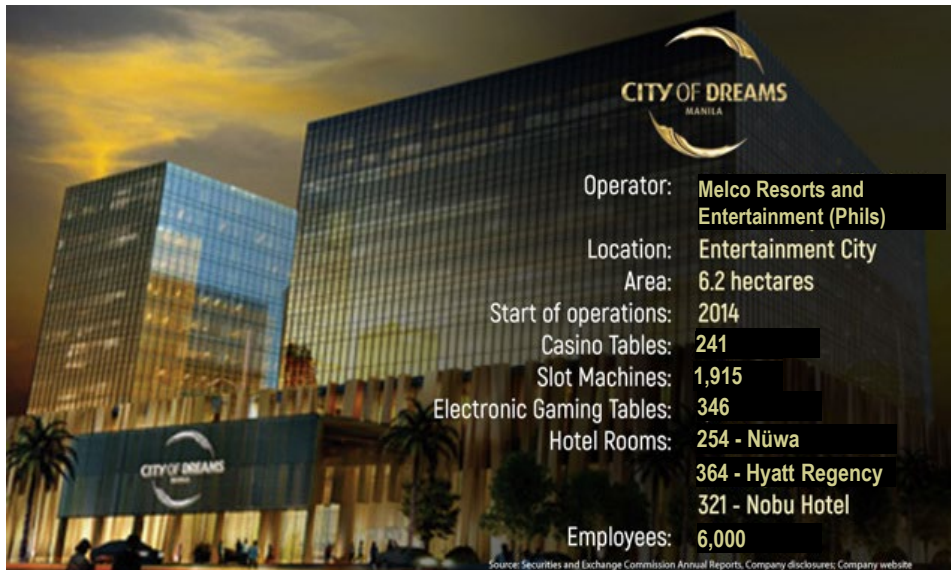 CITY OF DREAMS
MANILA
Operator: Melco Resorts and
Entertainment (Phils)
Location: Entertainment City
Area: 6.2 hectares
Start of operations: 2014
Casino Tables: 241
Slot Machines: 1,915
Electronic Gaming Tables: 346
Hotel Rooms: 254 - Nüwa
364 - Hyatt Regency
321 - Nobu Hotel
Employees: 6,000
CITY OF DREAMS
MANILA
Source: Securities and Exchange Commission Annual Reports, Company disclosures; Company website